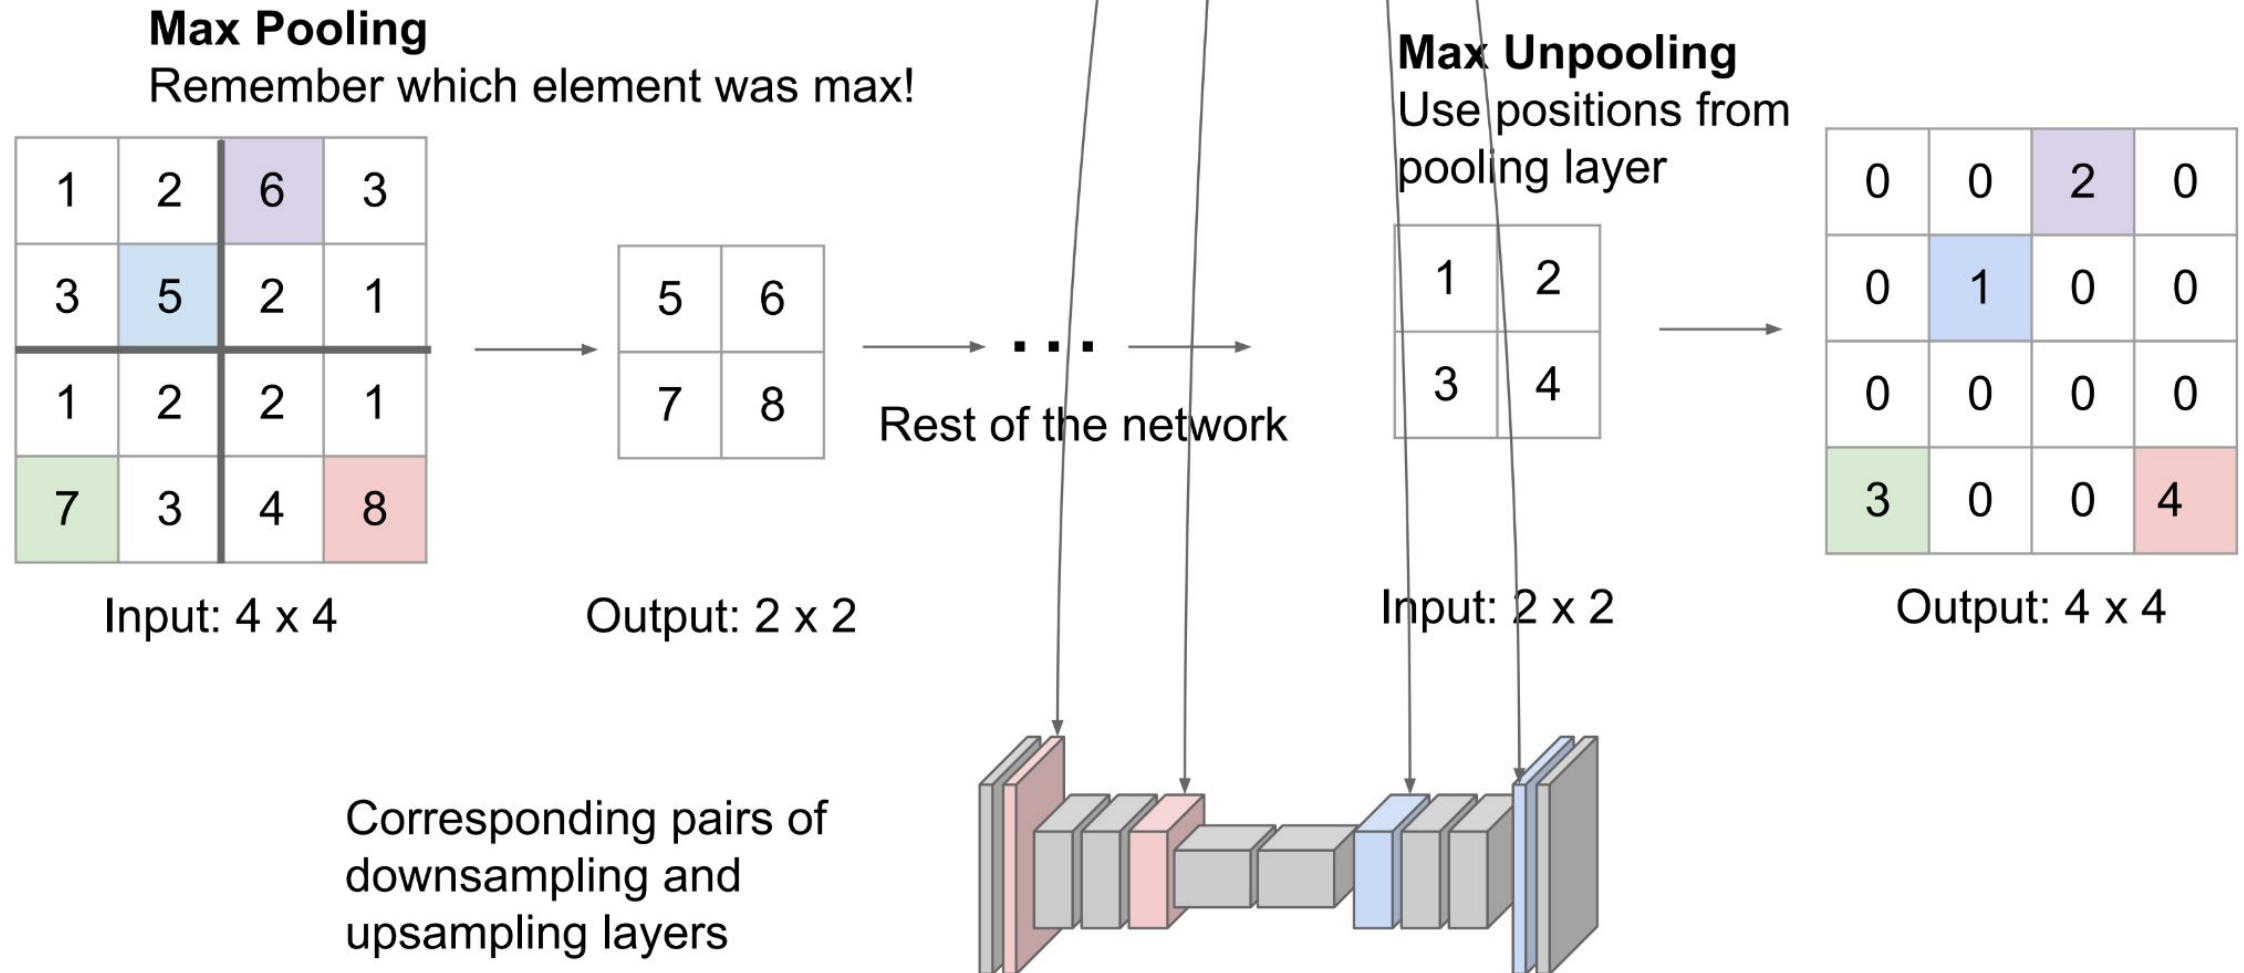 Max Pooling
Remember which element was max!
1 2 6 3
3 5 2 1
1 2 2 1
7 3 4 8
Input: 4 x 4
5 6
7 8
Output: 2 x 2
...
Rest of the network
Max Unpooling
Use positions from
pooling layer
1 2
3 4
Input: 2 x 2
0 0 2 0
0 1 0 0
0 0 0 0
3 0 0 4
Output: 4 x 4
Corresponding pairs of
downsampling and
upsampling layers